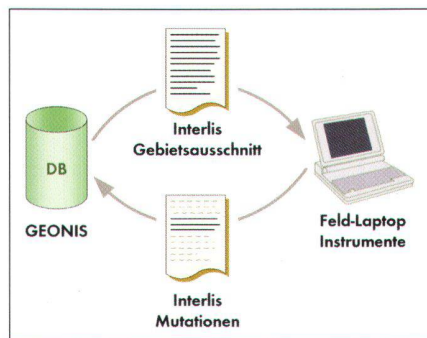 Interlis
Gebietsausschnitt
DB
GEONIS
Feld-Laptop
Instrumente
Interlis
Mutationen